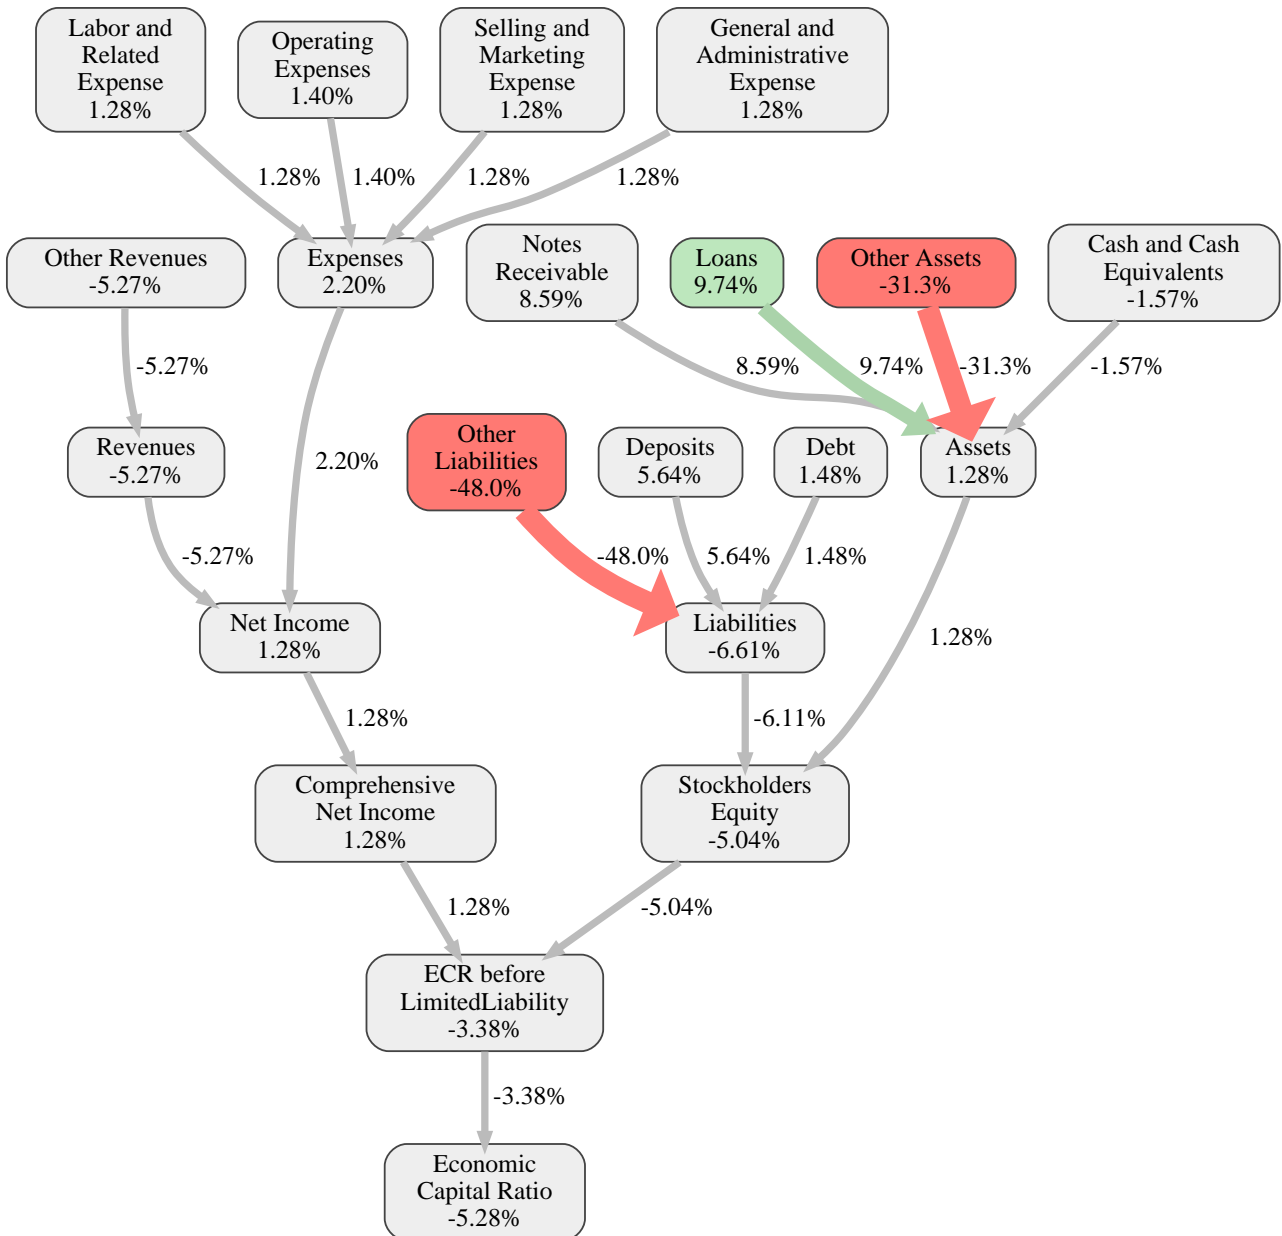 Labor and
Related
Expense
1.28%
Operating
Expenses
1.40%
Selling and
Marketing
Expense
1.28%
General and
Administrative
Expense
1.28%
1.28%
1.40%
1.28%
1.28%
Other Revenues
-5.27%
Expenses
2.20%
Notes
Receivable
8.59%
Loans
9.74%
Other Assets
-31.3%
Cash and Cash
Equivalents
-1.57%
-5.27%
8.59%
9.74%
-31.3%
-1.57%
Revenues
-5.27%
2.20%
Other
Liabilities
-48.0%
Deposits
5.64%
Debt
1.48%
Assets
1.28%
-5.27%
-48.0%
5.64%
1.48%
Net Income
1.28%
Liabilities
-6.61%
1.28%
1.28%
-6.11%
Comprehensive
Net Income
1.28%
Stockholders
Equity
-5.04%
1.28%
-5.04%
ECR before
LimitedLiability
-3.38%
-3.38%
Economic
Capital Ratio
-5.28%